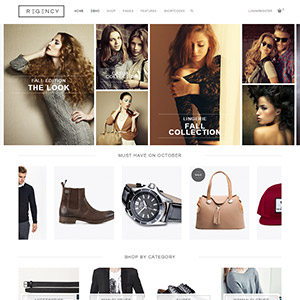 REGENCY
HOME DEMO SHOP PAGES FEATURES SHORTCODES
LOGIN/REGISTER
FALL EDITION
THE LOOK
LINGERIE
FALL
COLLECTION
MUST HAVE ON OCTOBER
SALE
SHOP BY CATEGORY